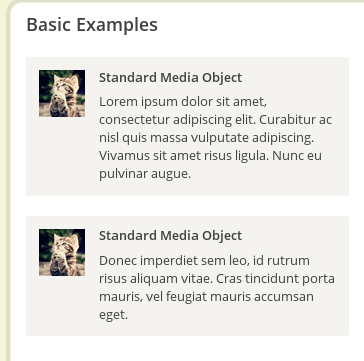 Basic Examples
Standard Media Object
Lorem ipsum dolor sit amet,
consectetur adipiscing elit. Curabitur ac
nisl quis massa vulputate adipiscing.
Vivamus sit amet risus ligula. Nunc eu
pulvinar augue.
Standard Media Object
Donec imperdiet sem leo, id rutrum
risus aliquam vitae. Cras tincidunt porta
mauris, vel feugiat mauris accumsan
eget.